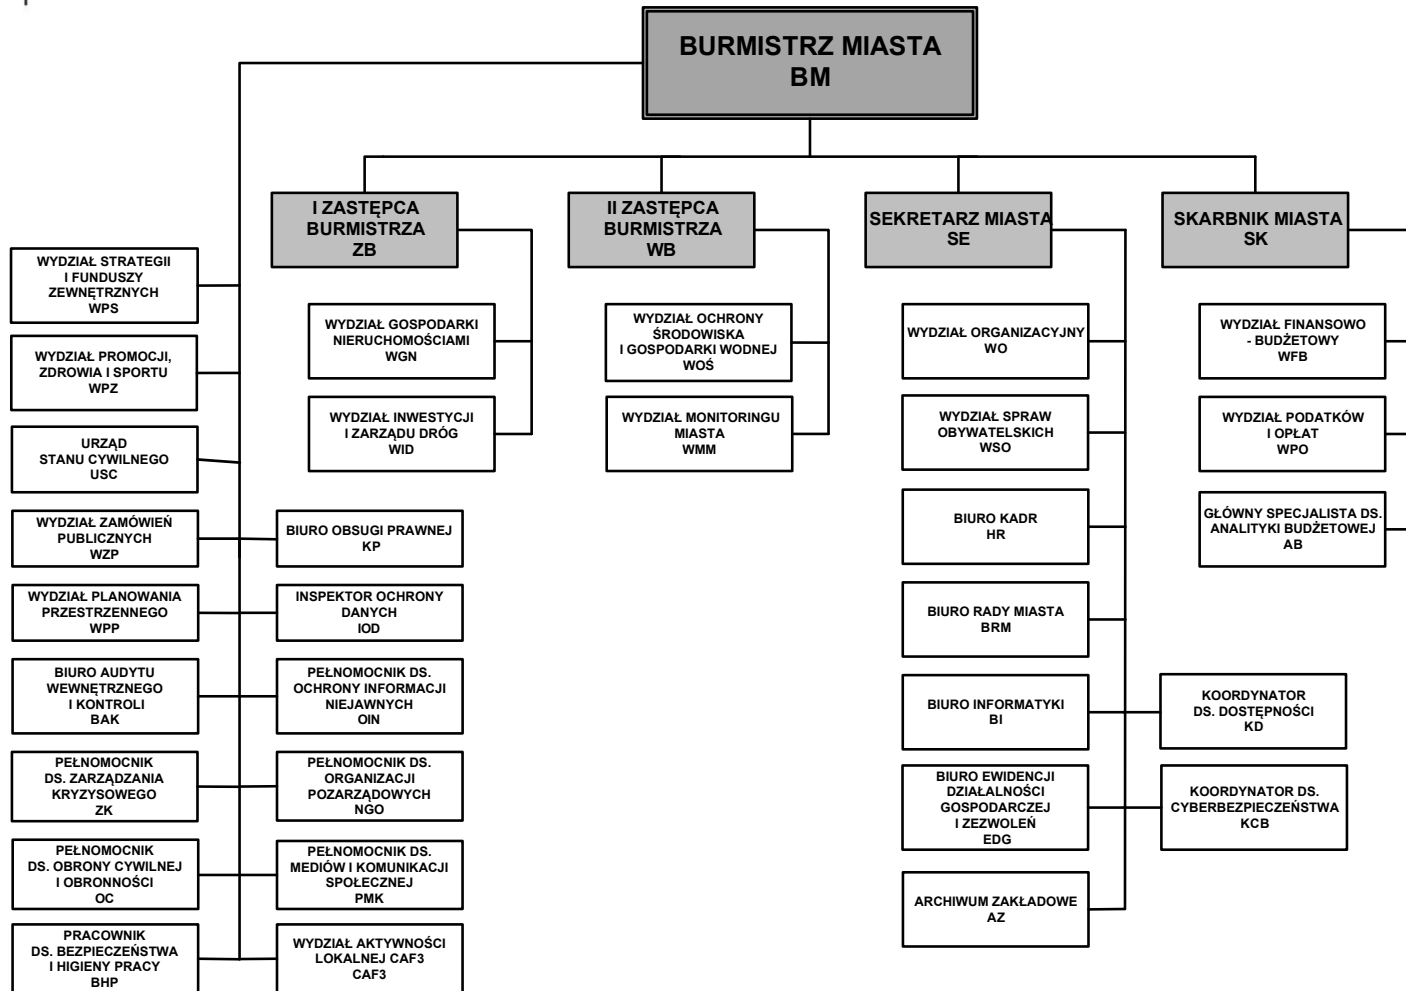 BURMISTRZ MIASTA
BM
I ZASTĘPCA
BURMISTRZA
ZB
II ZASTĘPCA
BURMISTRZA
WB
SEKRETARZ MIASTA
SE
SKARBNIK MIASTA
SK
WYDZIAŁ STRATEGII
I FUNDUSZY
ZEWNĘTRZNYCH
WPS
WYDZIAŁ PROMOCJI,
ZDROWIA I SPORTU
WPZ
URZĄD
STANU CYWILNEGO
USC
WYDZIAŁ ZAMÓWIEŃ
PUBLICZNYCH
WZP
WYDZIAŁ PLANOWANIA
PRZESTRZENNEGO
WPP
BIURO AUDYTU
WEWNĘTRZNEGO
I KONTROLI
BAK
PEŁNOMOCNIK
DS. ZARZĄDZANIA
KRYZYSOWEGO
ZK
PEŁNOMOCNIK
DS. OBRONY CYWILNEJ
I OBRONNOŚCI
OC
PRACOWNIK
DS. BEZPIECZEŃSTWA
I HIGIENY PRACY
BHP
BIURO OBSUGI PRAWNEJ
KP
INSPEKTOR OCHRONY
DANYCH
IOD
PEŁNOMOCNIK DS.
OCHRONY INFORMACJI
NIEJAWNYCH
OIN
PEŁNOMOCNIK DS.
ORGANIZACJI
POZARZĄDOWYCH
NGO
PEŁNOMOCNIK DS.
MEDIÓW I KOMUNIKACJI
SPOŁECZNEJ
PMK
WYDZIAŁ AKTYWNOŚCI
LOKALNEJ CAF3
CAF3
WYDZIAŁ GOSPODARKI
NIERUCHOMOŚCIAMI
WGN
WYDZIAŁ INWESTYCJI
I ZARZĄDU DRÓG
WID
WYDZIAŁ OCHRONY
ŚRODOWISKA
I GOSPODARKI WODNEJ
WOŚ
WYDZIAŁ MONITORINGU
MIASTA
WMM
WYDZIAŁ ORGANIZACYJNY
WO
WYDZIAŁ SPRAW
OBYWATELSKICH
WSO
BIURO KADR
HR
BIURO RADY MIASTA
BRM
BIURO INFORMATYKI
BI
BIURO EWIDENCJI
DZIAŁALNOŚCI
GOSPODARCZEJ
I ZEZWOLEŃ
EDG
ARCHIWUM ZAKŁADOWE
AZ
KOORDYNATOR
DS. DOSTĘPNOŚCI
KD
KOORDYNATOR DS.
CYBERBEZPIECZEŃSTWA
KCB
WYDZIAŁ FINANSOWO
- BUDŻETOWY
WFB
WYDZIAŁ PODATKÓW
I OPŁAT
WPO
GŁÓWNY SPECJALISTA DS.
ANALITYKI BUDŻETOWEJ
AB